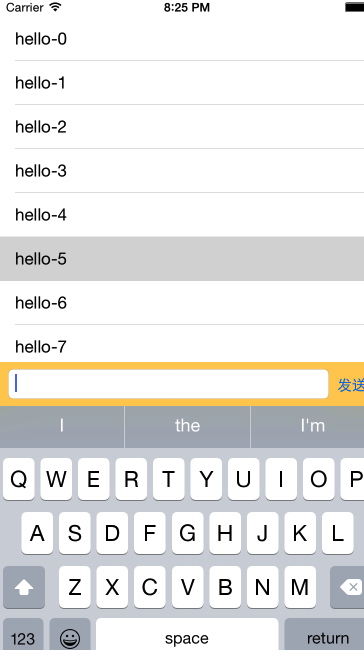 Carrier 8:25 PM
hello-0
hello-1
hello-2
hello-3
hello-4
hello-5
hello-6
hello-7
发送
I the I'm
Q W E R T Y U I O P
A S D F G H J K L
Z X C V B N M
123 space return